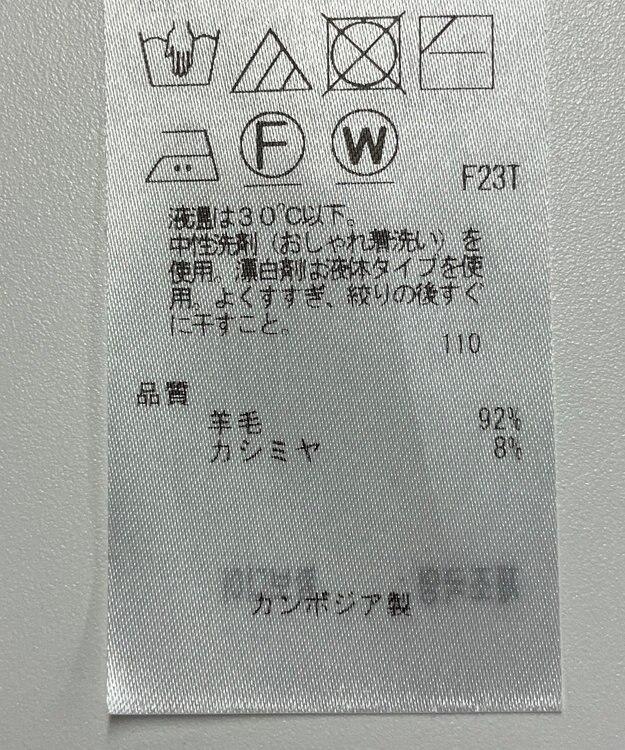 F
W
F23T
液温は30℃以下。
中性洗剤（おしゃれ着洗い）を
使用。漂白剤は液体タイプを使
用。よくすすぎ、絞りの後すぐ
に干すこと。
110
品質
羊毛 92%
カシミヤ 8%
カンボジア製